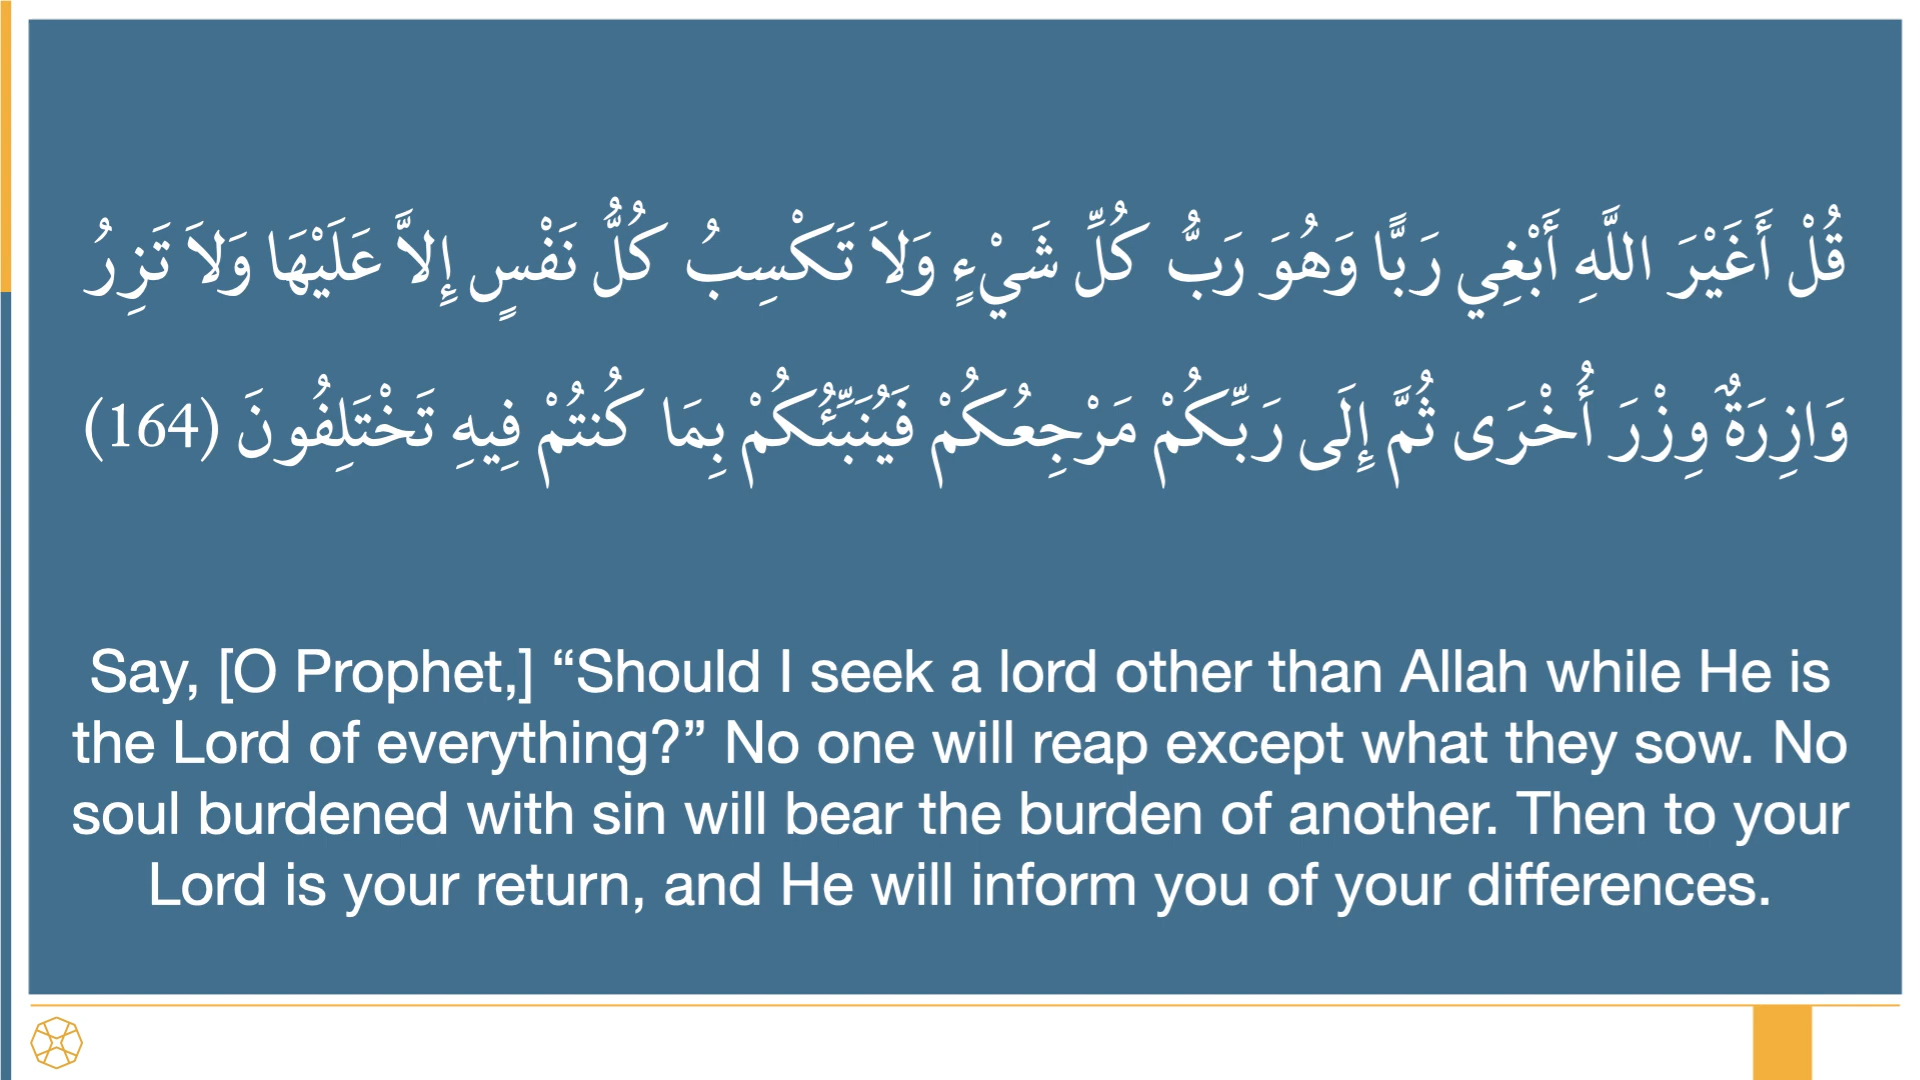 قُلْ أَغَيْرَ اللَّهِ أَبْغِي رَبًّا وَهُوَ رَبُّ كُلِّ شَيْءٍ وَلاَ تَكْسِبُ كُلُّ نَفْسٍ إِلاَّ عَلَيْهَا وَلاَ تَزِرُ
وَازِرَةٌ وِزْرَ أُخْرَى ثُمَّ إِلَى رَبِّكُمْ مَرْجِعُكُمْ فَيُنَبِّئُكُمْ بِمَا كُنتُمْ فِيهِ تَخْتَلِفُونَ (164)
Say, [O Prophet,] “Should I seek a lord other than Allah while He is
the Lord of everything?” No one will reap except what they sow. No
soul burdened with sin will bear the burden of another. Then to your
Lord is your return, and He will inform you of your differences.